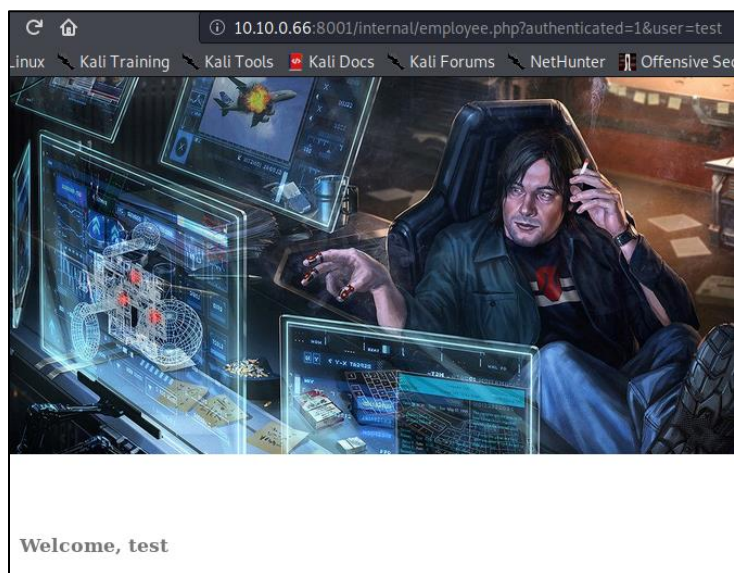 10.10.0.66:8001/internal/employee.php?authenticated=1&user=test
Linux Kali Training Kali Tools Kali Docs Kali Forums NetHunter Offensive Sec
Welcome, test